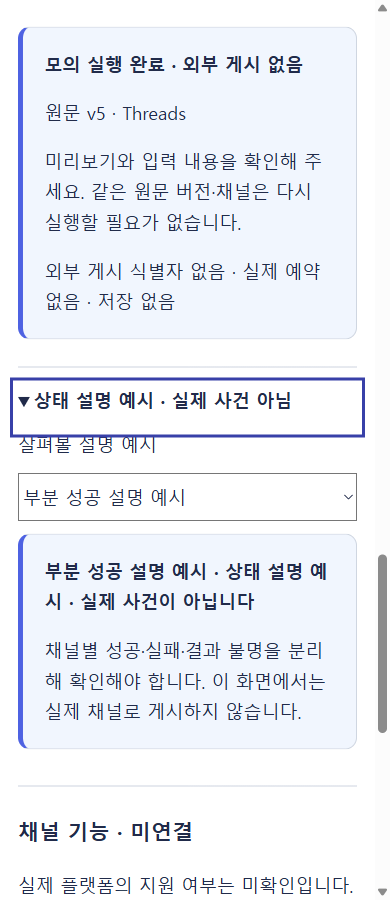 모의 실행 완료 · 외부 게시 없음
원문 v5 · Threads
미리보기와 입력 내용을 확인해 주
세요. 같은 원문 버전·채널은 다시
실행할 필요가 없습니다.
외부 게시 식별자 없음 · 실제 예약
없음 · 저장 없음
▼ 상태 설명 예시 · 실제 사건 아님
살펴볼 설명 예시
부분 성공 설명 예시
부분 성공 설명 예시 · 상태 설명 예
시 · 실제 사건이 아닙니다
채널별 성공·실패·결과 불명을 분리
해 확인해야 합니다. 이 화면에서는
실제 채널로 게시하지 않습니다.
채널 기능 · 미연결
실제 플랫폼의 지원 여부는 미확인입니다.